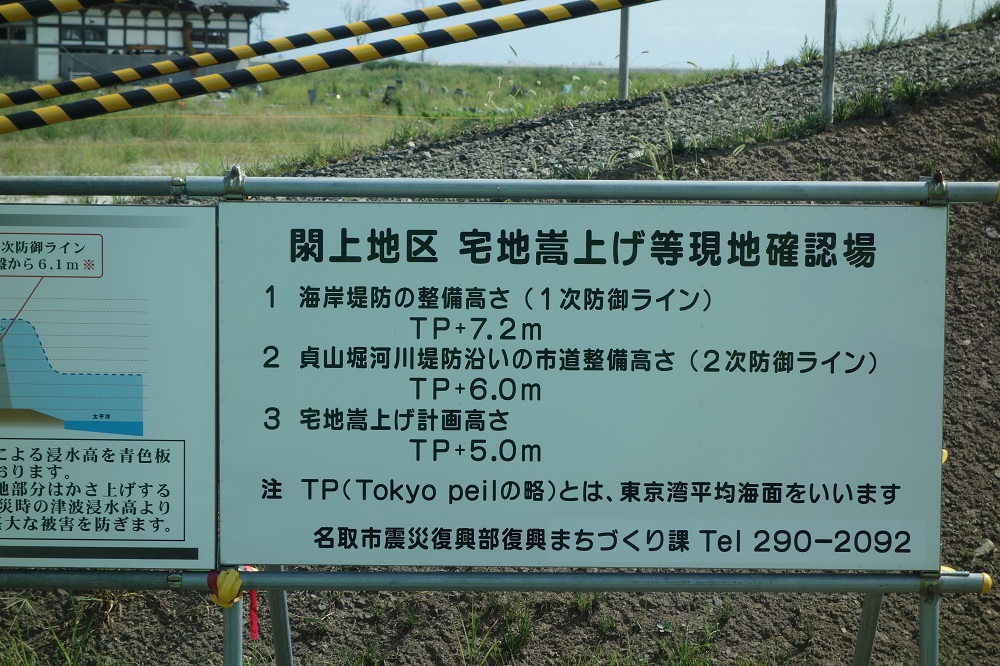 次防御ライン
盤から6.1m※
太平洋
による浸水高を青色板
おります。
地部分はかさ上げする
災時の津波浸水高より
甚大な被害を防ぎます。
閖上地区 宅地嵩上げ等現地確認場
1 海岸堤防の整備高さ（1次防御ライン）
TP+7.2m
2 貞山堀河川堤防沿いの市道整備高さ（2次防御ライン）
TP+6.0m
3 宅地嵩上げ計画高さ
TP+5.0m
注 TP（Tokyo peilの略）とは、東京湾平均海面をいいます
名取市震災復興部復興まちづくり課 Tel 290-2092